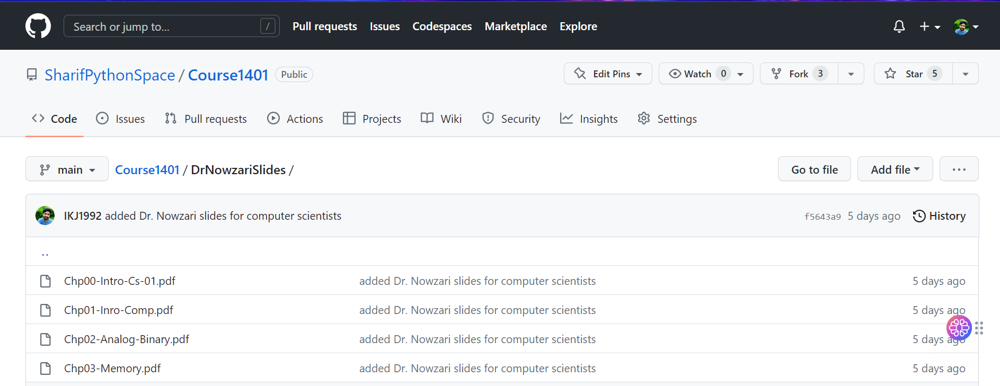 Search or jump to... /
Pull requests Issues Codespaces Marketplace Explore
SharifPythonSpace / Course1401 Public
Edit Pins Watch 0 Fork 3 Star 5
Code Issues Pull requests Actions Projects Wiki Security Insights Settings
main Course1401 / DrNowzariSlides / Go to file Add file ...
IKJ1992 added Dr. Nowzari slides for computer scientists f5643a9 5 days ago History
..
Chp00-Intro-Cs-01.pdf added Dr. Nowzari slides for computer scientists 5 days ago
Chp01-Inro-Comp.pdf added Dr. Nowzari slides for computer scientists 5 days ago
Chp02-Analog-Binary.pdf added Dr. Nowzari slides for computer scientists 5 days ago
Chp03-Memory.pdf added Dr. Nowzari slides for computer scientists 5 days ago